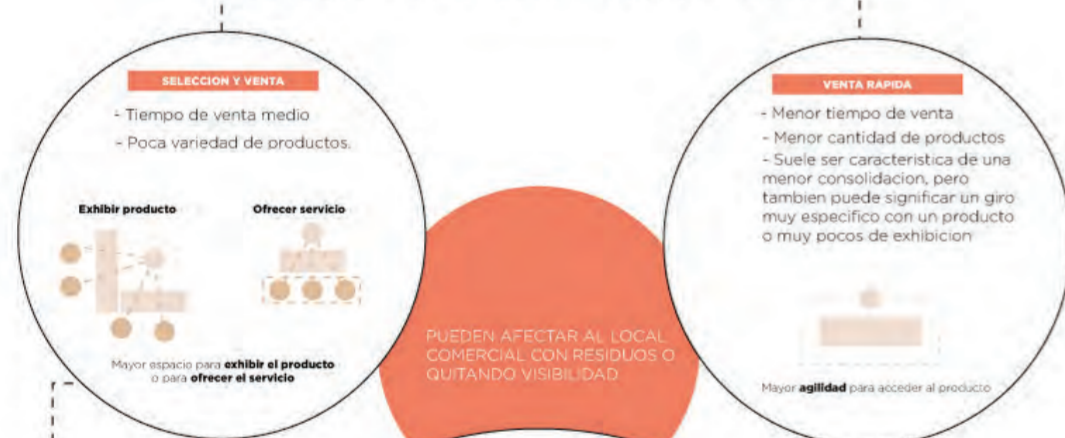 SELECCION Y VENTA
- Tiempo de venta medio
- Poca variedad de productos.
Exhibir producto
Ofrecer servicio
Mayor espacio para exhibir el producto
o para ofrecer el servicio
PUEDEN AFECTAR AL LOCAL
COMERCIAL CON RESIDUOS O
QUITANDO VISIBILIDAD
VENTA RAPIDA
- Menor tiempo de venta
- Menor cantidad de productos
- Suele ser caracteristica de una
menor consolidacion, pero
tambien puede significar un giro
muy especifico con un producto
o muy pocos de exhibicion
Mayor agilidad para acceder al producto